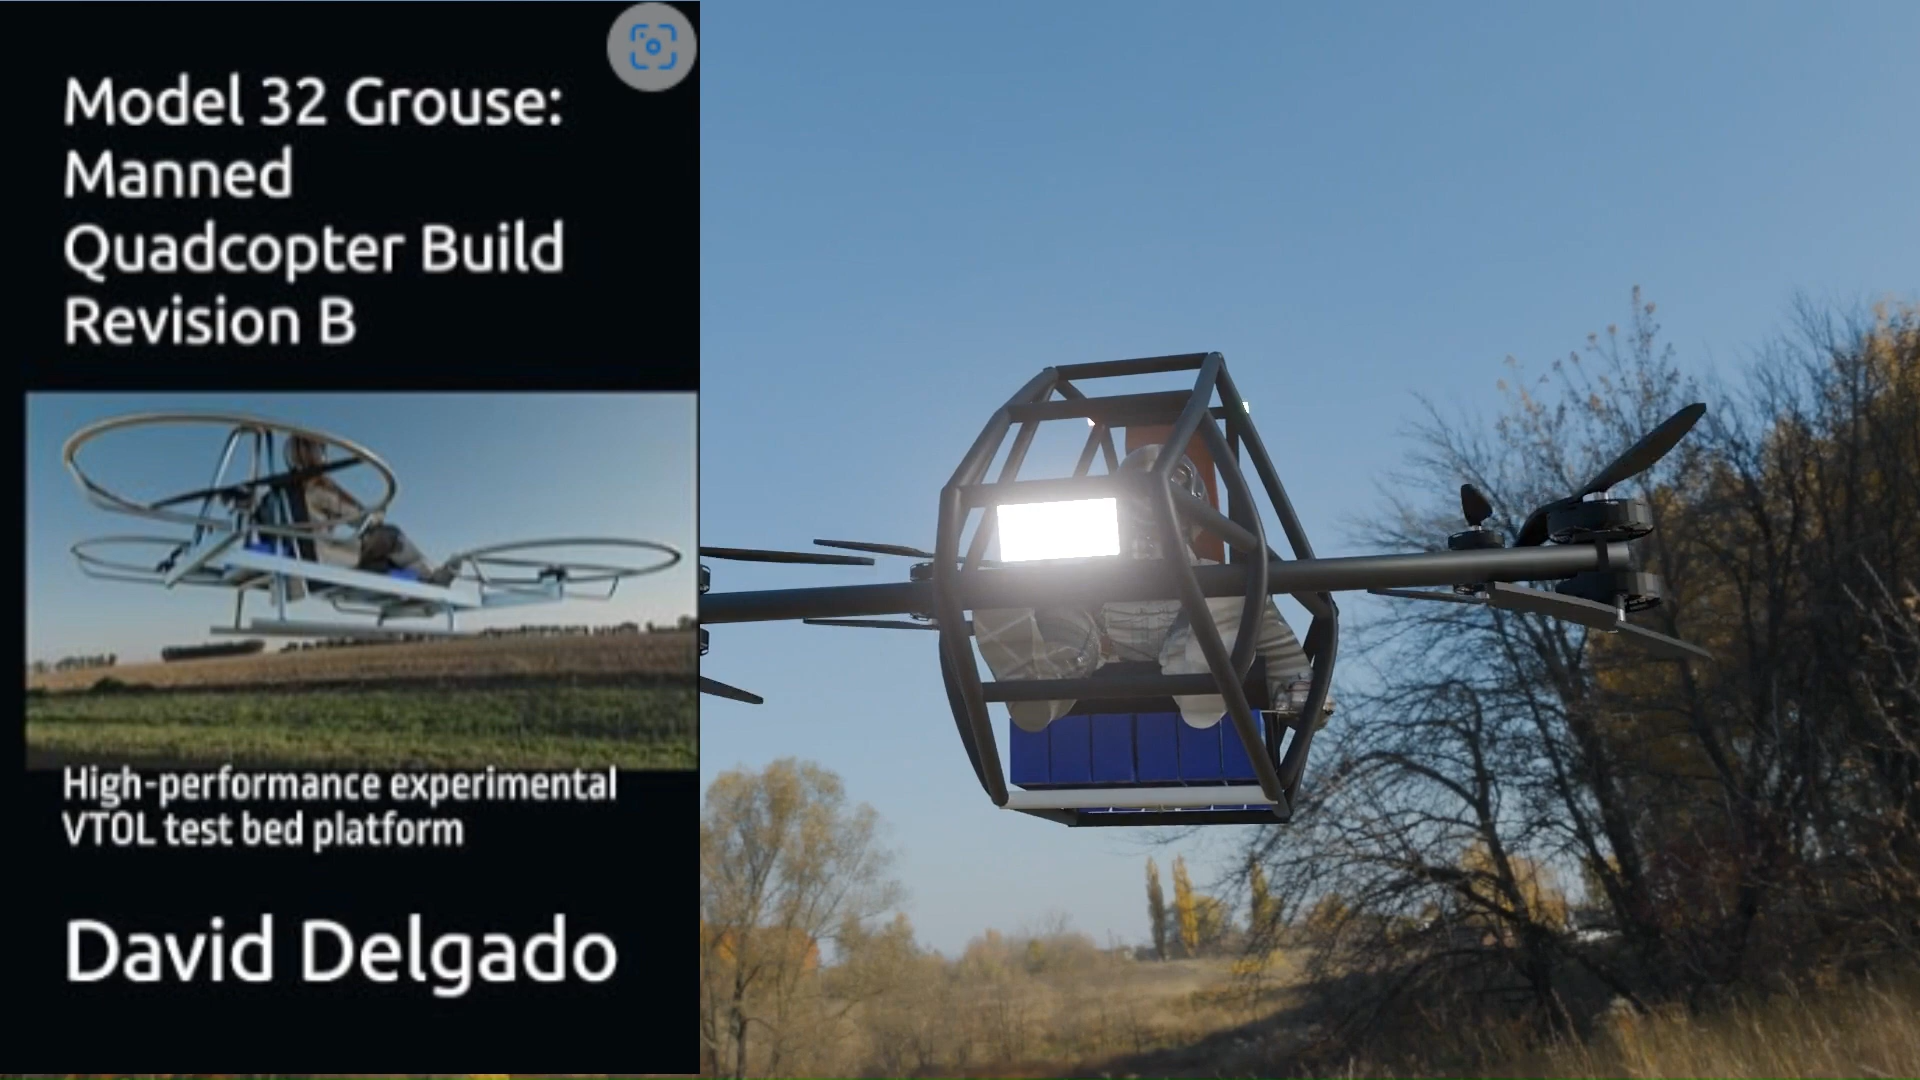 Model 32 Grouse:
Manned
Quadcopter Build
Revision B
High-performance experimental
VTOL test bed platform
David Delgado